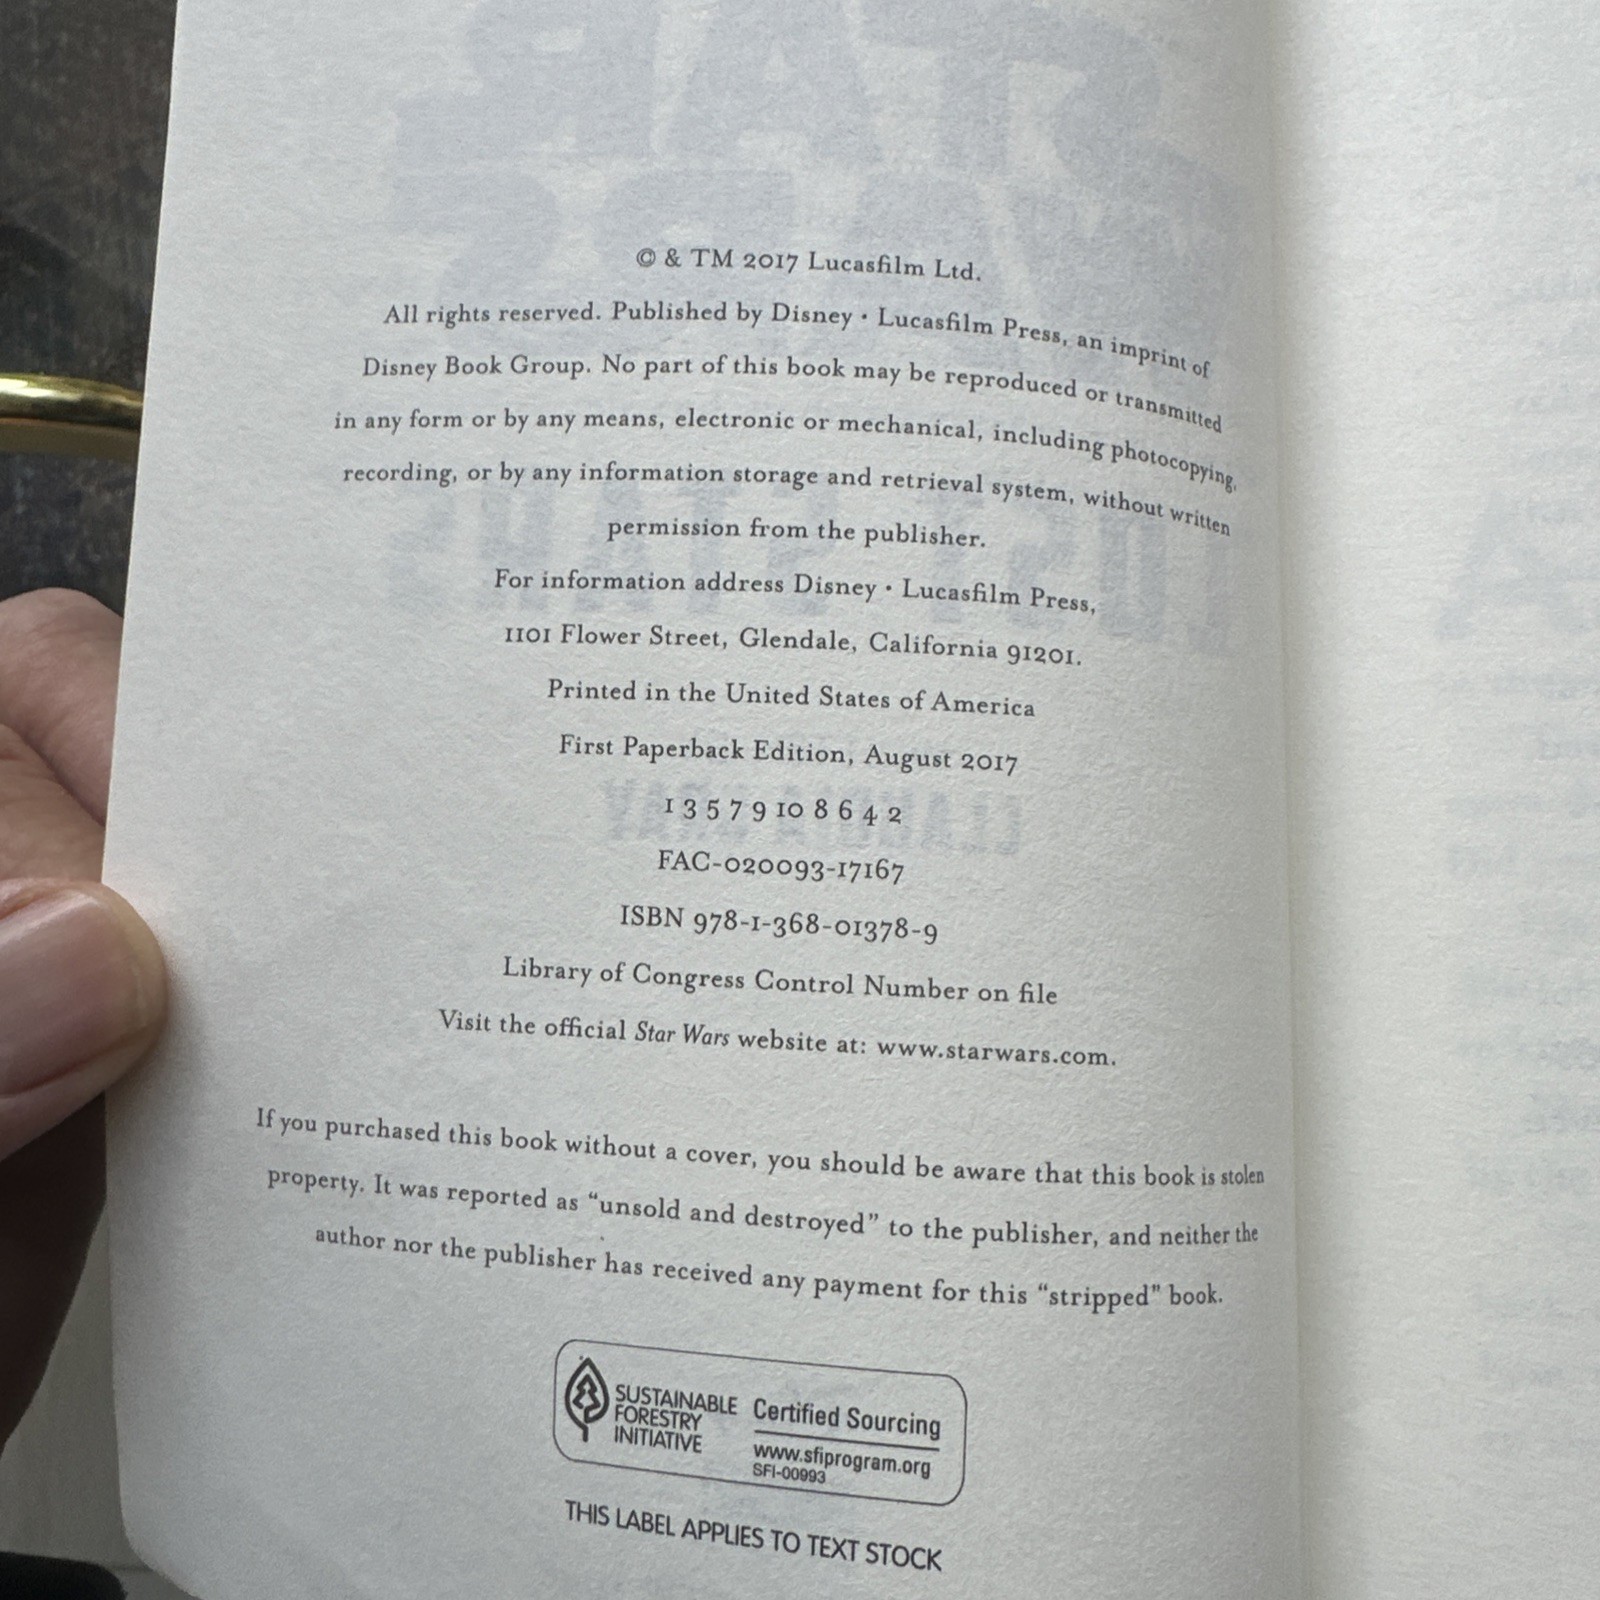 © & TM 2017 Lucasfilm Ltd.
All rights reserved. Published by Disney • Lucasfilm Press, an imprint of
Disney Book Group. No part of this book may be reproduced or transmitted
in any form or by any means, electronic or mechanical, including photocopying,
recording, or by any information storage and retrieval system, without written
permission from the publisher.
For information address Disney • Lucasfilm Press,
1101 Flower Street, Glendale, California 91201.
Printed in the United States of America
First Paperback Edition, August 2017
1 3 5 7 9 10 8 6 4 2
FAC-020093-17167
ISBN 978-1-368-01378-9
Library of Congress Control Number on file
Visit the official Star Wars website at: www.starwars.com.
If you purchased this book without a cover, you should be aware that this book is stolen
property. It was reported as “unsold and destroyed” to the publisher, and neither the
author nor the publisher has received any payment for this “stripped” book.
SUSTAINABLE
FORESTRY
INITIATIVE
Certified Sourcing
www.sfiprogram.org
SFI-00993
THIS LABEL APPLIES TO TEXT STOCK